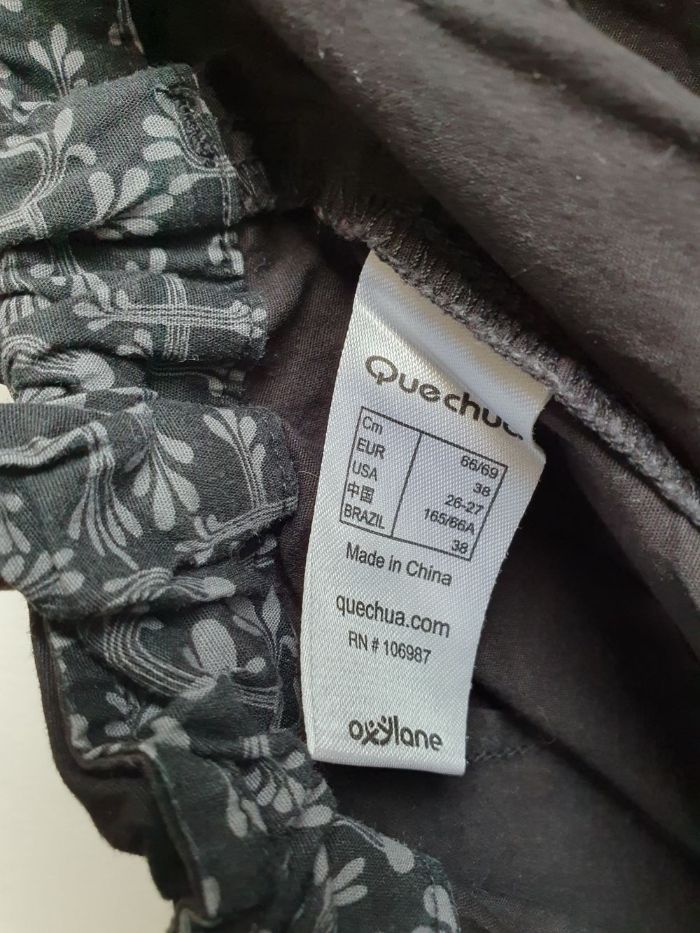 Quechua
Cm 66/69
EUR 38
USA 26-27
中国 165/66A
BRAZIL 38
Made in China
quechua.com
RN # 106987
oxylane